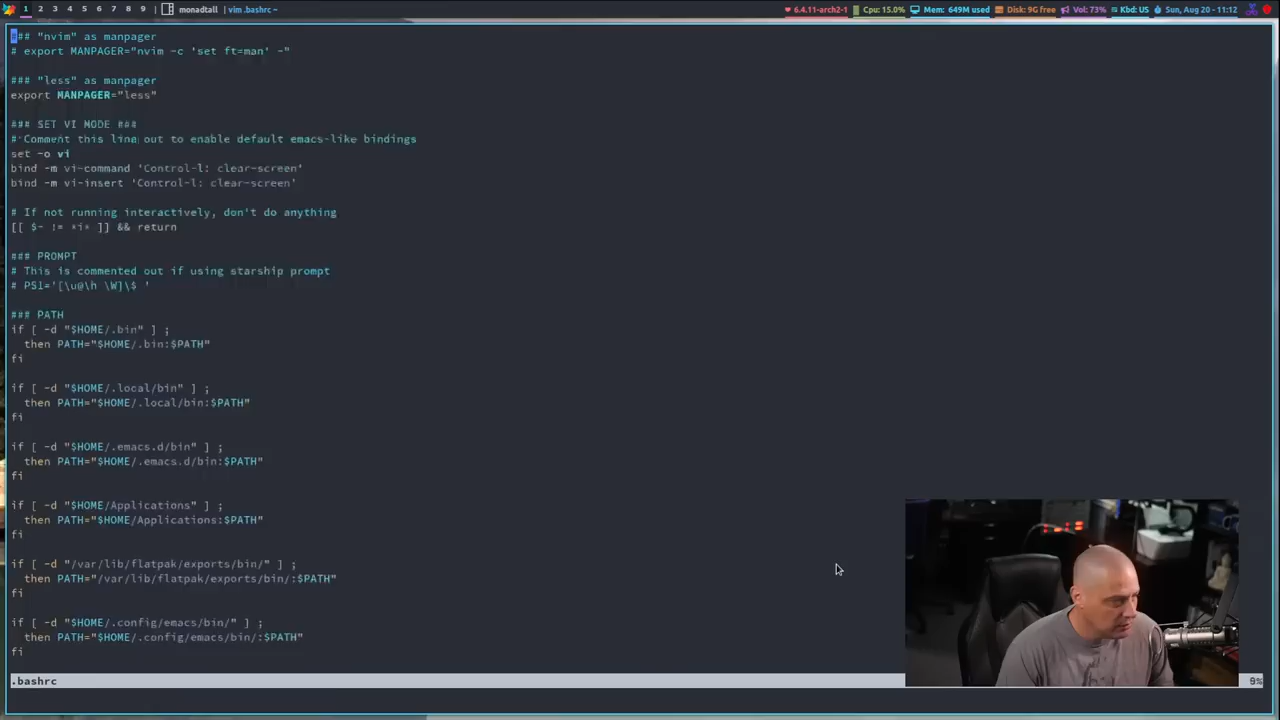 1 2 3 4 5 6 7 8 9 monadtall vim .bashrc ~ 6.4.11-arch2-1 Cpu: 15.0% Mem: 649M used Disk: 9G free Vol: 73% Kbd: US Sun, Aug 20 - 11:12
### "nvim" as manpager
# export MANPAGER="nvim -c 'set ft=man' -"
### "less" as manpager
export MANPAGER="less"
### SET VI MODE ###
# Comment this line out to enable default emacs-like bindings
set -o vi
bind -m vi-command 'Control-l: clear-screen'
bind -m vi-insert 'Control-l: clear-screen'
# If not running interactively, don't do anything
[[ $- != *i* ]] && return
### PROMPT
# This is commented out if using starship prompt
# PS1='[\u@\h \W]\$ '
### PATH
if [ -d "$HOME/.bin" ] ;
then PATH="$HOME/.bin:$PATH"
fi
if [ -d "$HOME/.local/bin" ] ;
then PATH="$HOME/.local/bin:$PATH"
fi
if [ -d "$HOME/.emacs.d/bin" ] ;
then PATH="$HOME/.emacs.d/bin:$PATH"
fi
if [ -d "$HOME/Applications" ] ;
then PATH="$HOME/Applications:$PATH"
fi
if [ -d "/var/lib/flatpak/exports/bin/" ] ;
then PATH="/var/lib/flatpak/exports/bin/:$PATH"
fi
if [ -d "$HOME/.config/emacs/bin/" ] ;
then PATH="$HOME/.config/emacs/bin/:$PATH"
fi
.bashrc 9%